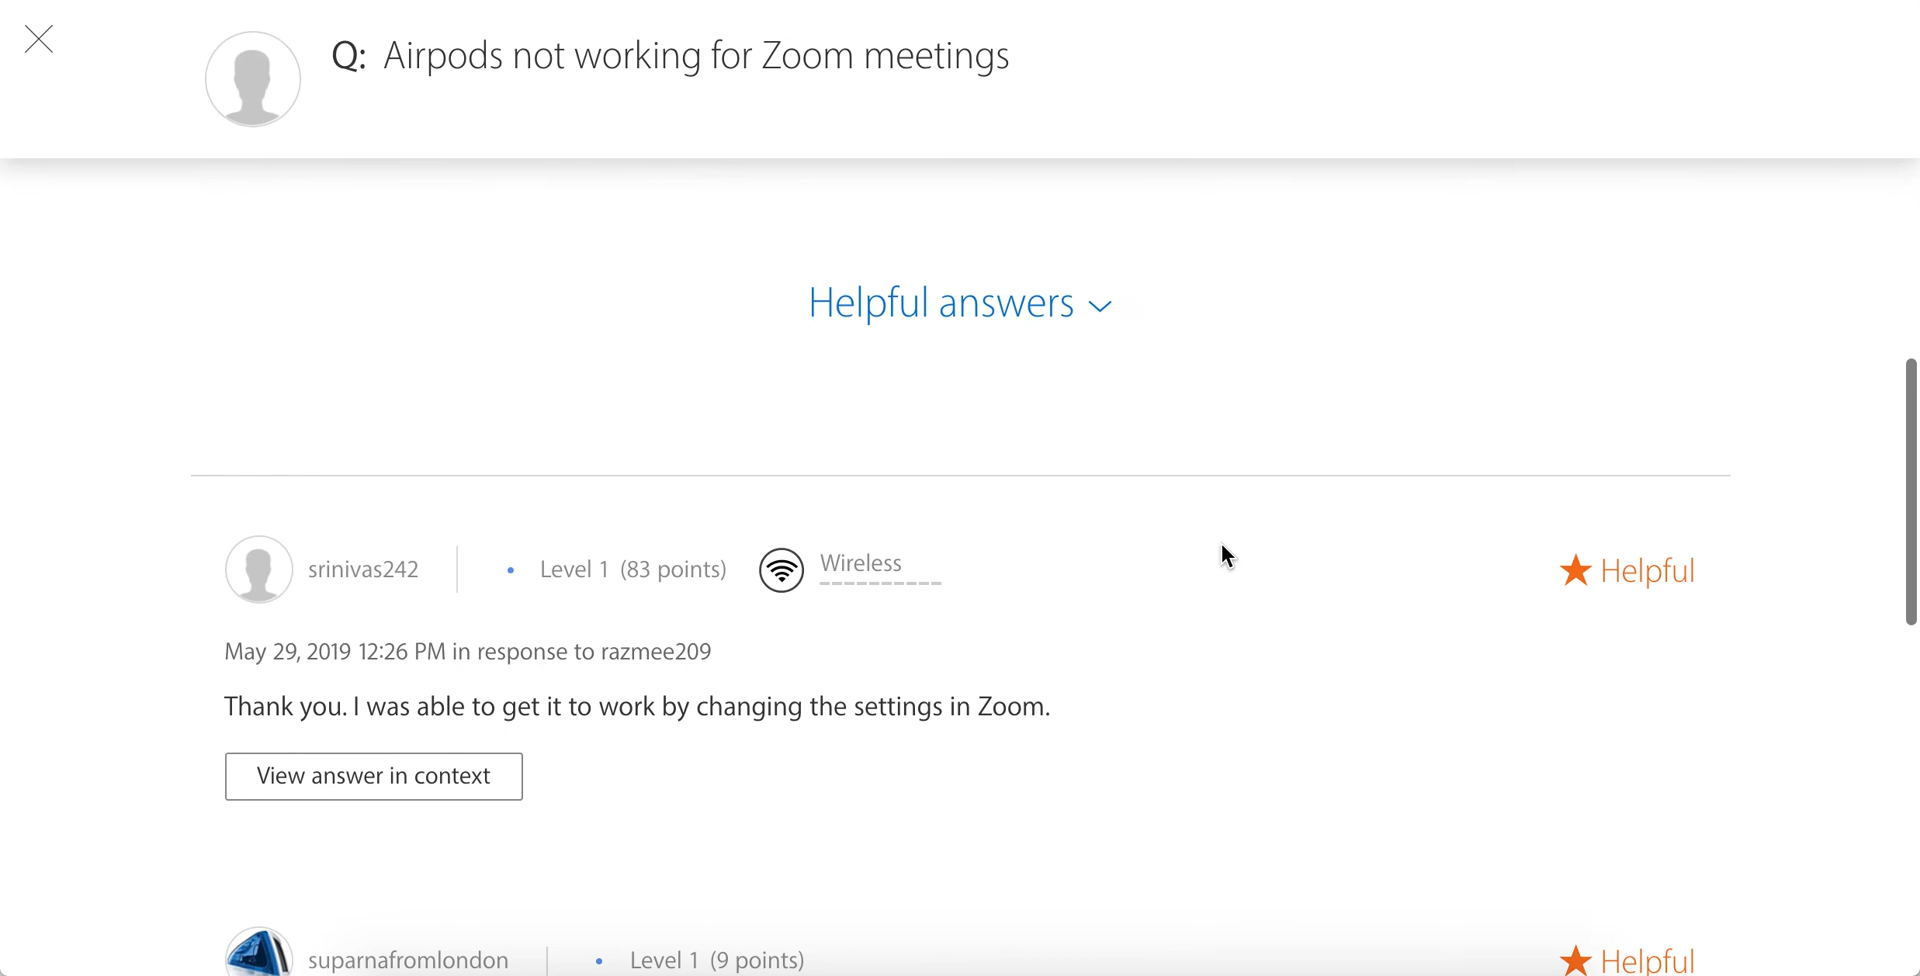 Q: Airpods not working for Zoom meetings
Helpful answers
srinivas242 • Level 1 (83 points) Wireless Helpful
May 29, 2019 12:26 PM in response to razmee209
Thank you. I was able to get it to work by changing the settings in Zoom.
View answer in context
suparnafromlondon • Level 1 (9 points) Helpful